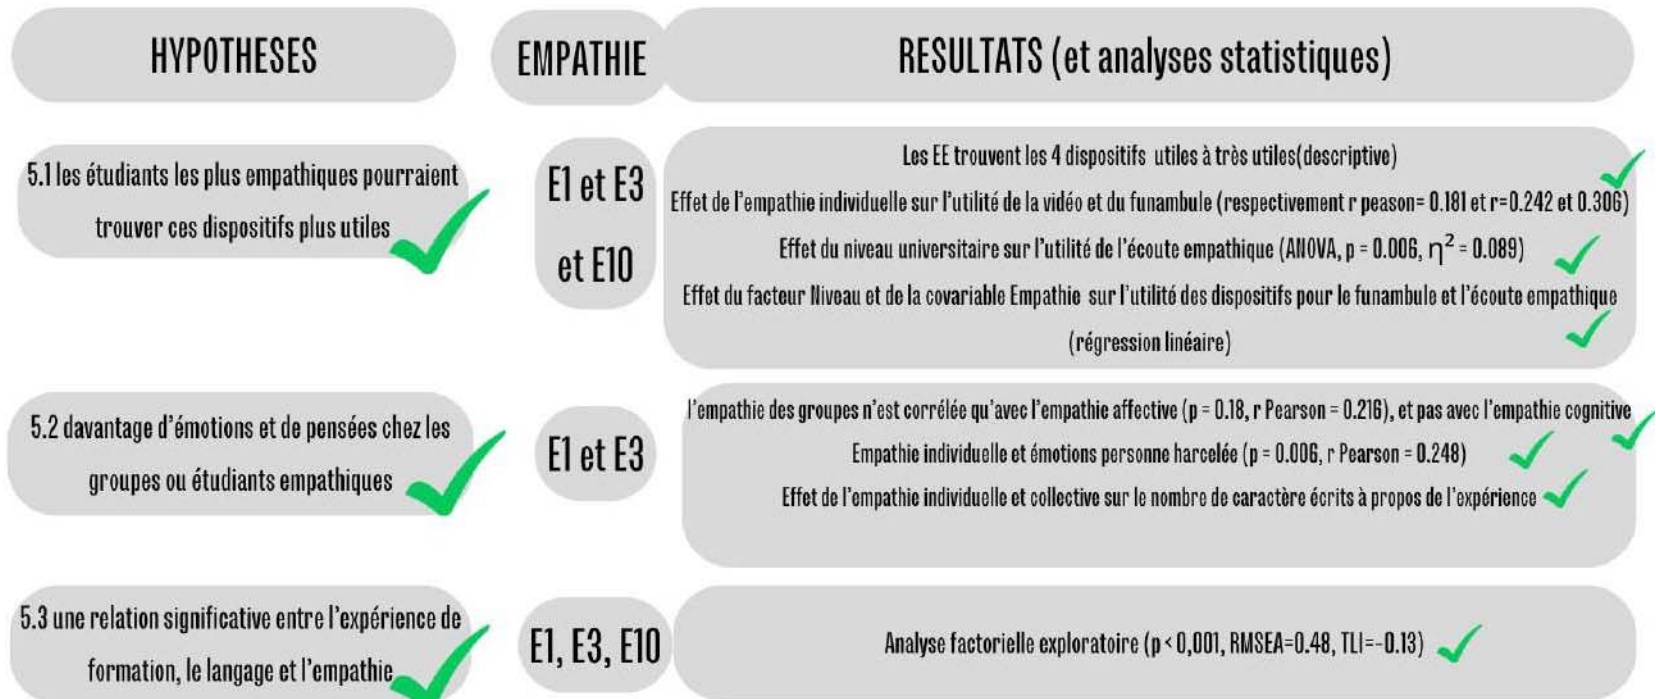 HYPOTHESES
EMPATHIE
RESULTATS (et analyses statistiques)
5.1 les étudiants les plus empathiques pourraient
trouver ces dispositifs plus utiles
E1 et E3
et E10
Les EE trouvent les 4 dispositifs utiles à très utiles(descriptive)
Effet de l'empathie individuelle sur l'utilité de la vidéo et du funambule (respectivement r peason= 0.181 et r=0.242 et 0.306)
Effet du niveau universitaire sur l'utilité de l'écoute empathique (ANOVA, p = 0.006, η² = 0.089)
Effet du facteur Niveau et de la covariable Empathie sur l'utilité des dispositifs pour le funambule et l'écoute empathique
(régression linéaire)
5.2 davantage d'émotions et de pensées chez les
groupes ou étudiants empathiques
E1 et E3
l'empathie des groupes n'est corrélée qu'avec l'empathie affective (p = 0.18, r Pearson = 0.216), et pas avec l'empathie cognitive
Empathie individuelle et émotions personne harcelée (p = 0.006, r Pearson = 0.248)
Effet de l'empathie individuelle et collective sur le nombre de caractère écrits à propos de l'expérience
5.3 une relation significative entre l'expérience de
formation, le langage et l'empathie
E1, E3, E10
Analyse factorielle exploratoire (p < 0,001, RMSEA=0.48, TLI=-0.13)